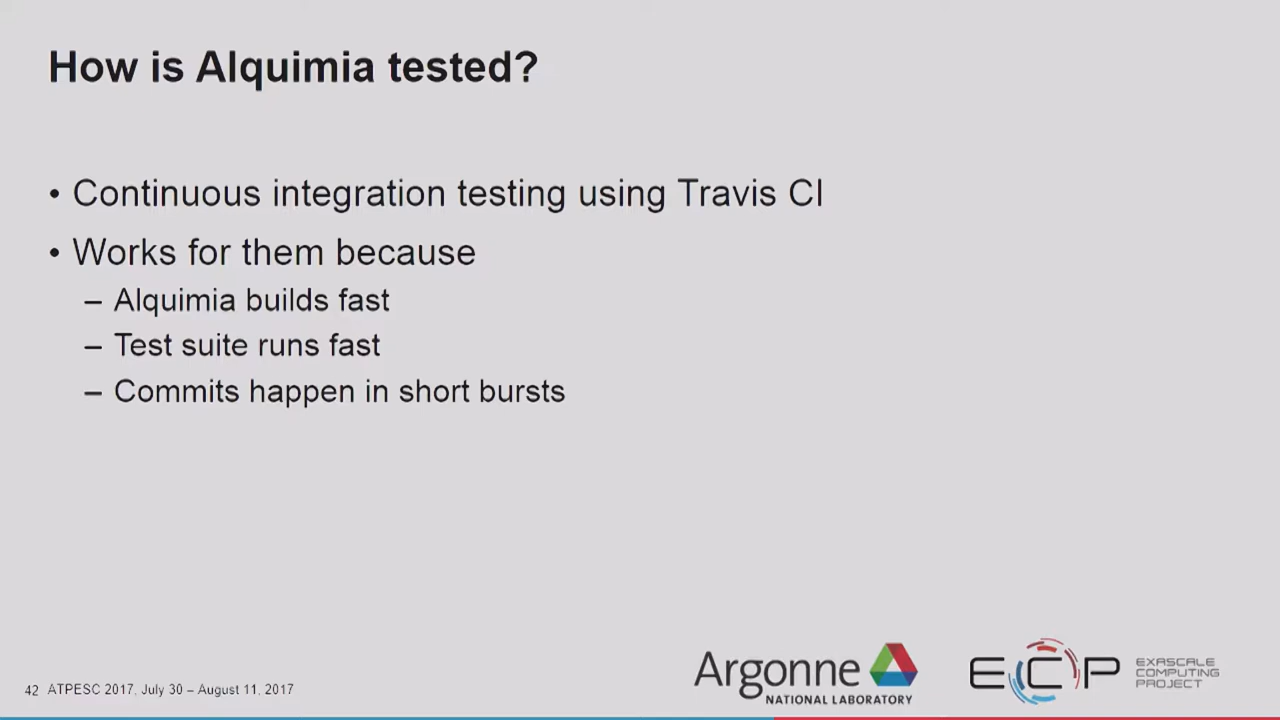 How is Alquimia tested?
• Continuous integration testing using Travis CI
• Works for them because
– Alquimia builds fast
– Test suite runs fast
– Commits happen in short bursts
42 ATPESC 2017, July 30 – August 11, 2017
Argonne
NATIONAL LABORATORY
ECP
EXASCALE
COMPUTING
PROJECT